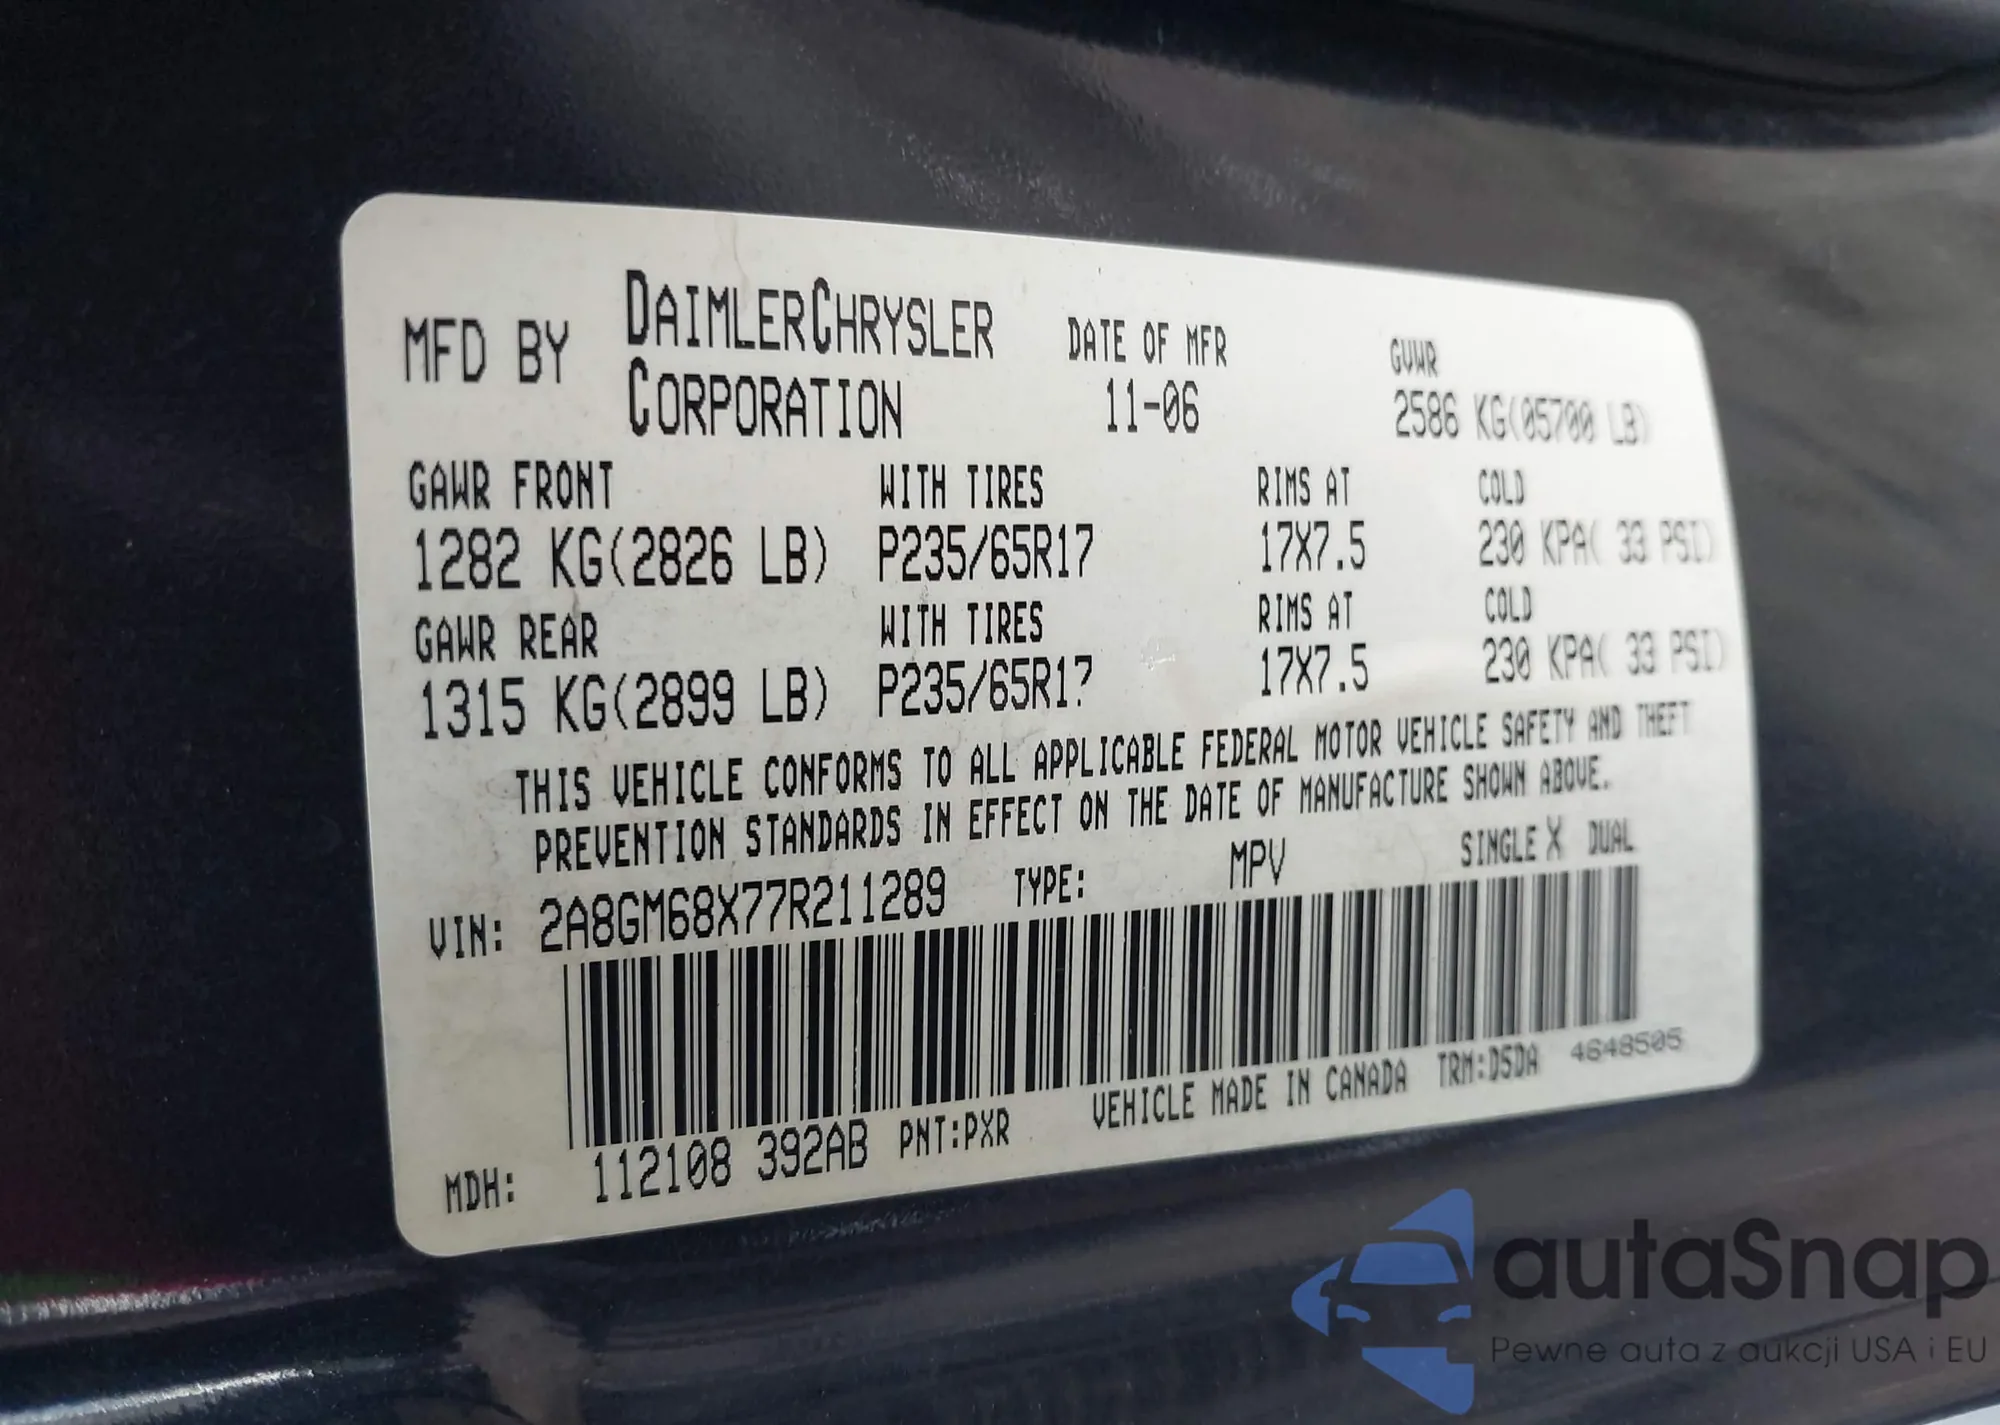 MFD BY DAIMLERCHRYSLER CORPORATION DATE OF MFR 11-06 GVWR 2586 KG(05700 LB)
GAWR FRONT WITH TIRES RIMS AT COLD
1282 KG(2826 LB) P235/65R17 17X7.5 230 KPA( 33 PSI)
GAWR REAR WITH TIRES RIMS AT COLD
1315 KG(2899 LB) P235/65R17 17X7.5 230 KPA( 33 PSI)
THIS VEHICLE CONFORMS TO ALL APPLICABLE FEDERAL MOTOR VEHICLE SAFETY AND THEFT
PREVENTION STANDARDS IN EFFECT ON THE DATE OF MANUFACTURE SHOWN ABOVE.
VIN: 2A8GM68X77R211289 TYPE: MPV SINGLE X DUAL
MDH: 112108 392AB PNT:PXR VEHICLE MADE IN CANADA TRM:D5DA 4648505
autaSnap
Pewne auta z aukcji USA i EU